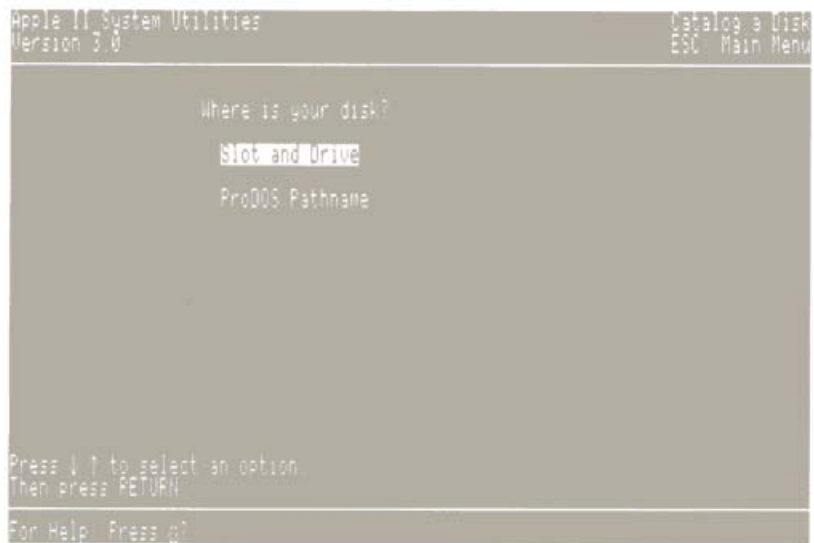 Apple II System Utilities
Version 3.0
Catalog a Disk
ESC: Main Menu
Where is your disk?
Slot and Drive
ProDOS Pathname
Press ↓ ↑ to select an option
Then press RETURN
For Help: Press ?